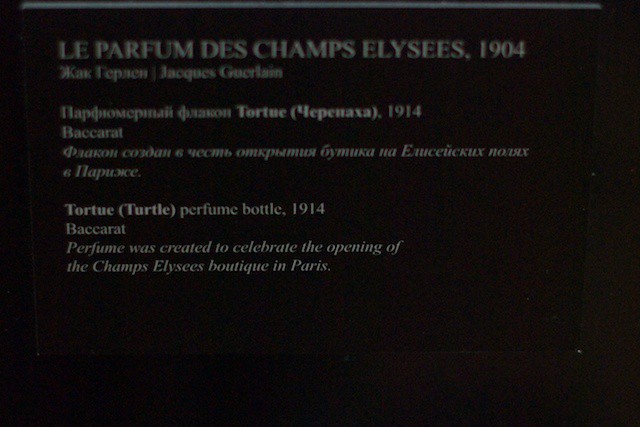 LE PARFUM DES CHAMPS ELYSEES, 1904
Жак Герлен | Jacques Guerlain
Парфюмерный флакон Tortue (Черепаха), 1914
Baccarat
Флакон создан в честь открытия бутика на Елисейских полях
в Париже.
Tortue (Turtle) perfume bottle, 1914
Baccarat
Perfume was created to celebrate the opening of
the Champs Elysees boutique in Paris.